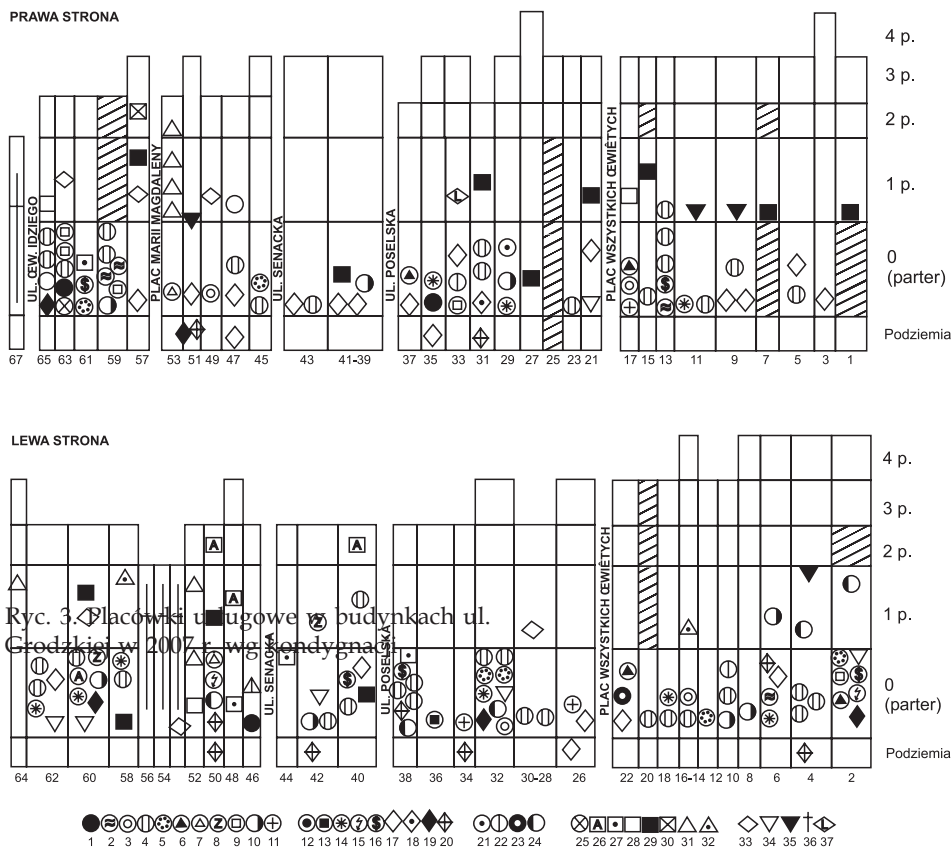 PRAWA STRONA
4 p.
3 p.
2 p.
1 p.
0
(parter)
Podziemia
UL. ŒW. IDZIEGO
PLAC MARII MAGDALENY
UL. SENACKA
UL. POSELSKA
PLAC WSZYSTKICH ŒWIÊTYCH
67 65 63 61 59 57 53 51 49 47 45 43 41-39 37 35 33 31 29 27 25 23 21 17 15 13 11 9 7 5 3 1
LEWA STRONA
4 p.
3 p.
2 p.
1 p.
0
(parter)
Podziemia
UL. SENACKA
UL. POSELSKA
PLAC WSZYSTKICH ŒWIÊTYCH
Ryc. 3. Placówki usługowe w budynkach ul.
Grodzkiej w 2007 r. wg kondygnacji
64 62 60 58 56 54 52 50 48 46 44 42 40 38 36 34 32 30-28 26 22 20 18 16-14 12 10 8 6 4 2
1 2 3 4 5 6 7 8 9 10 11 12 13 14 15 16 17 18 19 20 21 22 23 24 25 26 27 28 29 30 31 32 33 34 35 36 37